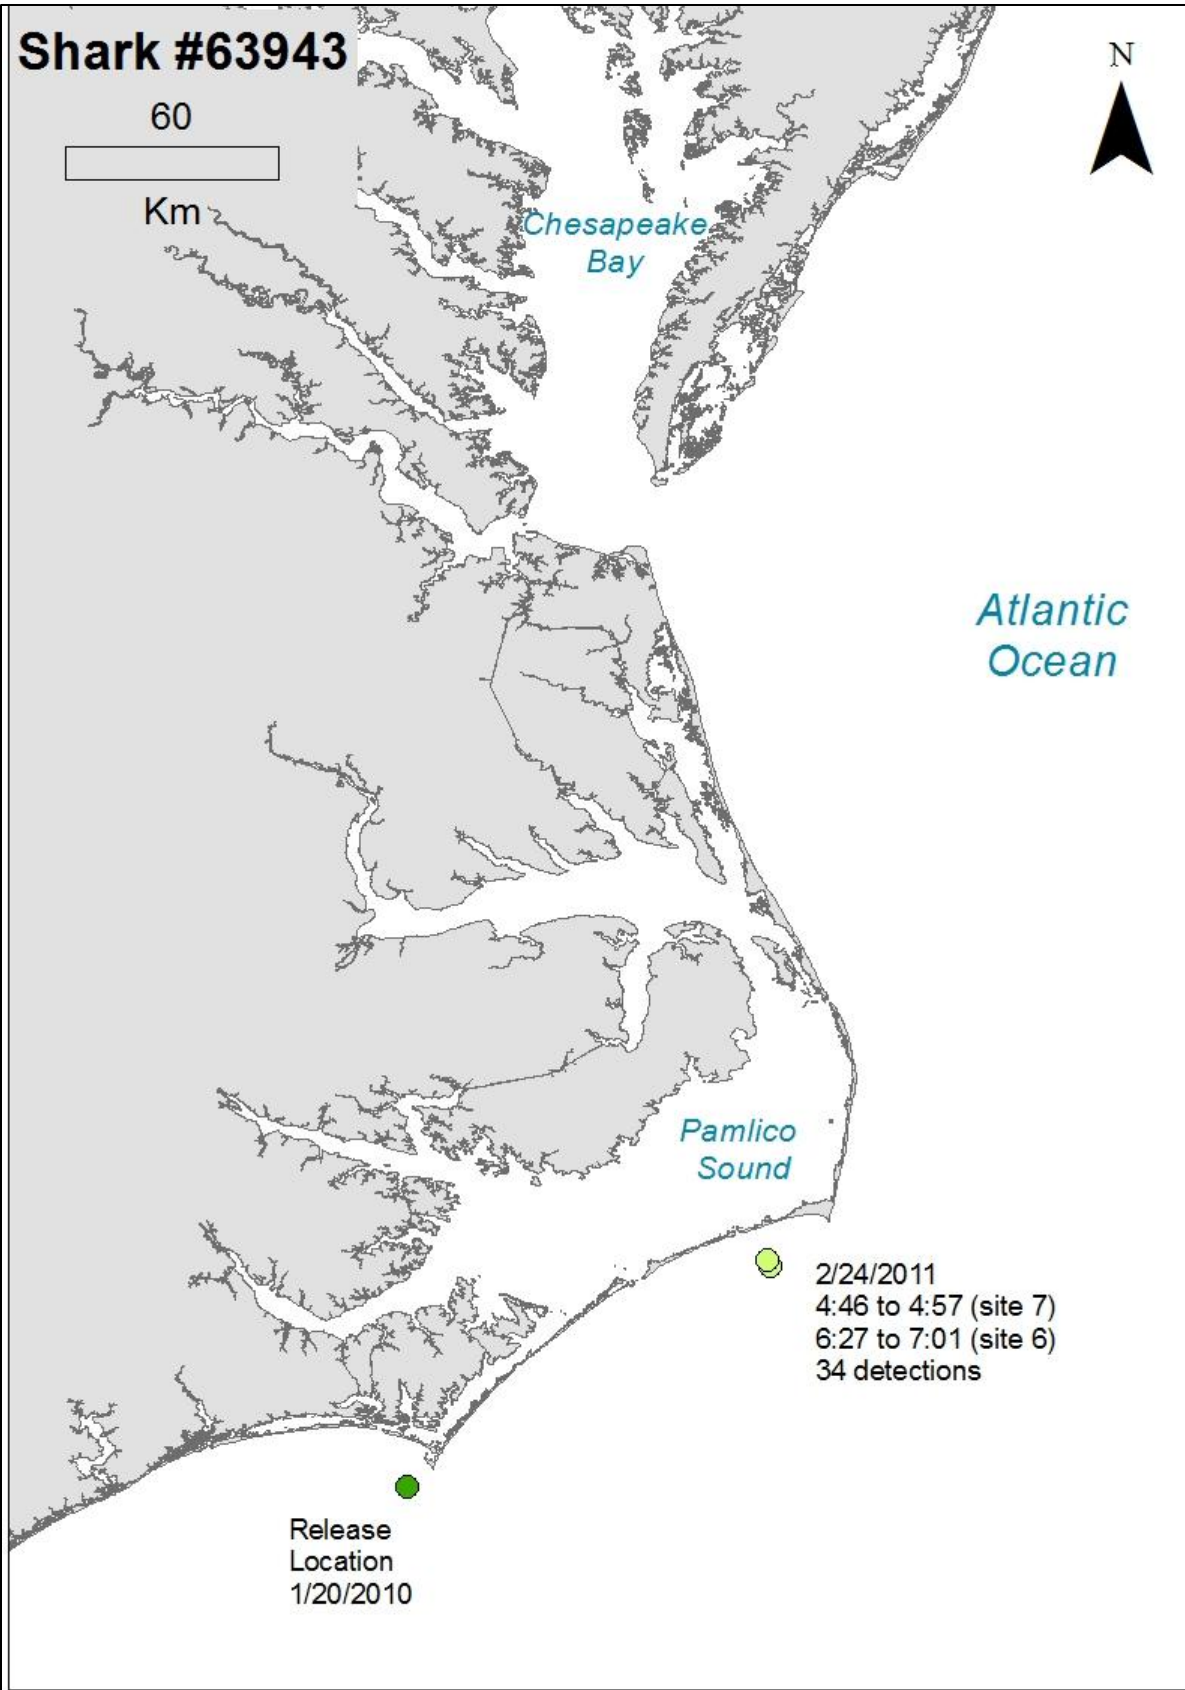 Shark #63943
60
Km
N
Chesapeake
Bay
Atlantic
Ocean
Pamlico
Sound
2/24/2011
4:46 to 4:57 (site 7)
6:27 to 7:01 (site 6)
34 detections
Release
Location
1/20/2010